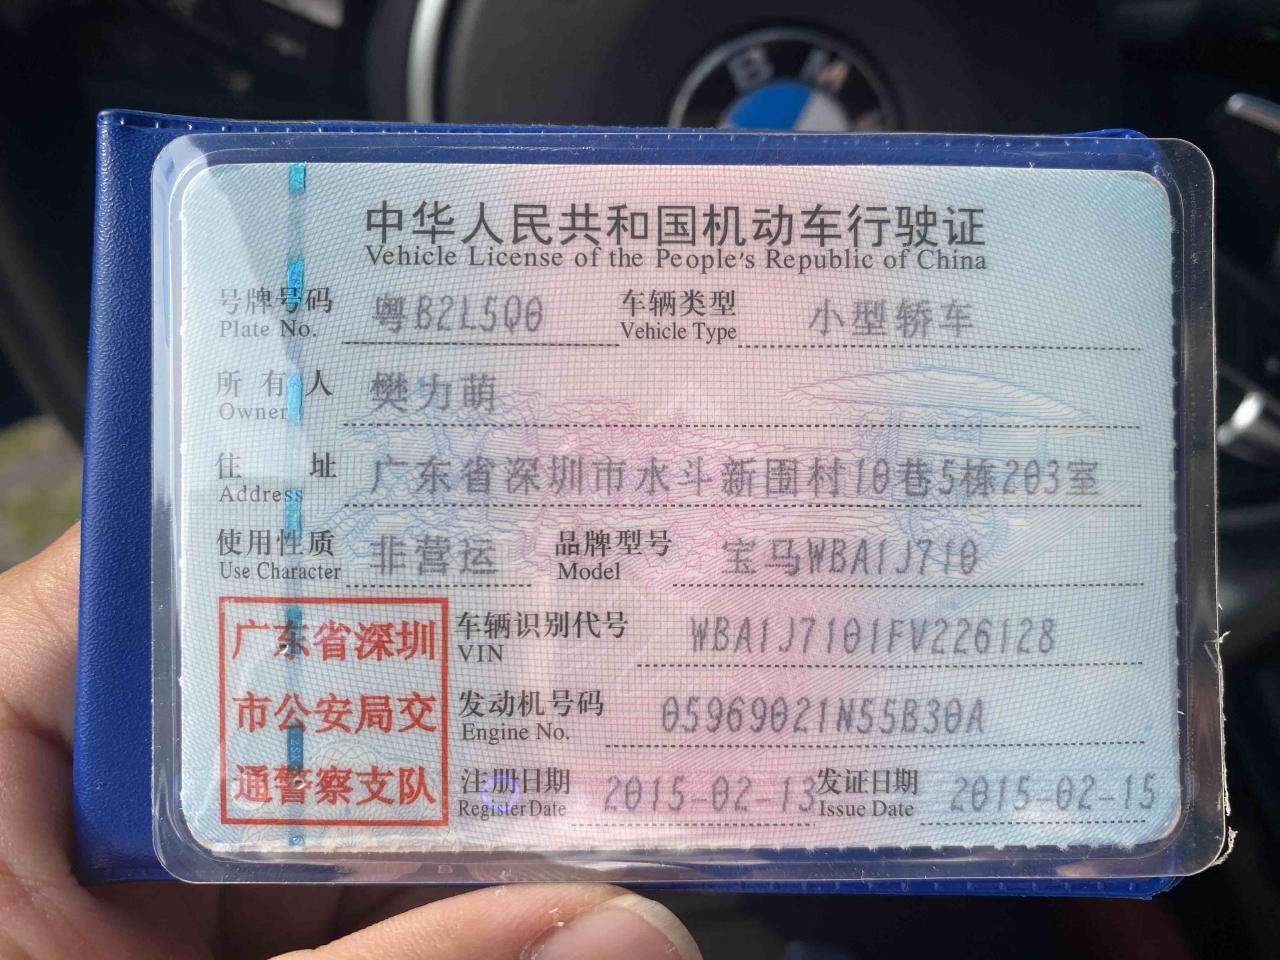 BM
中华人民共和国机动车行驶证
Vehicle License of the People's Republic of China
号牌号码 粤B2L5Q0 车辆类型 小型轿车
Plate No. Vehicle Type
所有人 樊力萌
Owner
住址 广东省深圳市水斗新围村10巷5栋203室
Address
使用性质 非营运 品牌型号 宝马WBA1J710
Use Character Model
广东省深圳
市公安局交
通警察支队
车辆识别代号 WBA1J7101FV226128
VIN
发动机号码 05969021N55B30A
Engine No.
注册日期 2015-02-13 发证日期 2015-02-15
Register Date Issue Date